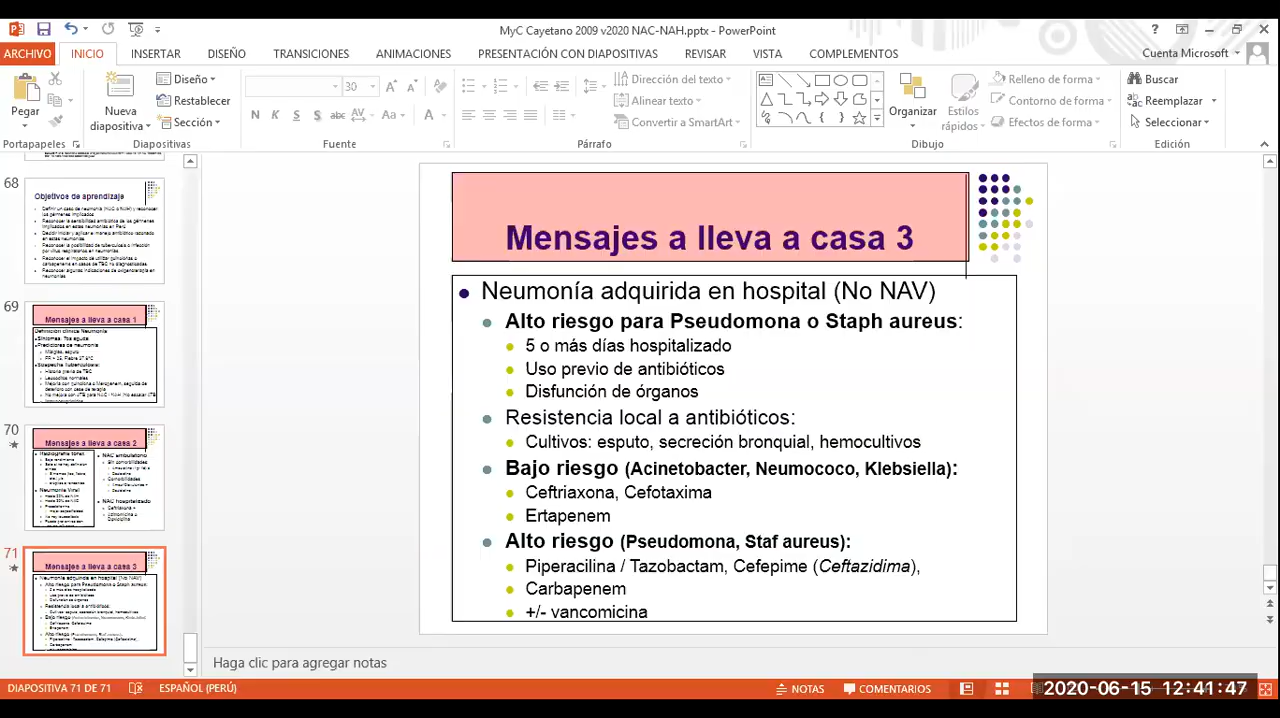 MyC Cayetano 2009 v2020 NAC-NAH.pptx - PowerPoint
ARCHIVO INICIO INSERTAR DISEÑO TRANSICIONES ANIMACIONES PRESENTACIÓN CON DIAPOSITIVAS REVISAR VISTA COMPLEMENTOS Cuenta Microsoft
Pegar
Nueva
diapositiva
Diseño
Restablecer
Sección
30
N K S S abc AV Aa A
Dirección del texto
Alinear texto
Convertir a SmartArt
Organizar
Estilos
rápidos
Relleno de forma
Contorno de forma
Efectos de forma
Buscar
Reemplazar
Seleccionar
Portapapeles Diapositivas Fuente Párrafo Dibujo Edición
68
Objetivos de aprendizaje
69
Mensajes a lleva a casa 1
70
Mensajes a lleva a casa 2
71
Mensajes a lleva a casa 3
Mensajes a lleva a casa 3
Neumonía adquirida en hospital (No NAV)
Alto riesgo para Pseudomona o Staph aureus:
5 o más días hospitalizado
Uso previo de antibióticos
Disfunción de órganos
Resistencia local a antibióticos:
Cultivos: esputo, secreción bronquial, hemocultivos
Bajo riesgo (Acinetobacter, Neumococo, Klebsiella):
Ceftriaxona, Cefotaxima
Ertapenem
Alto riesgo (Pseudomona, Staf aureus):
Piperacilina / Tazobactam, Cefepime (Ceftazidima),
Carbapenem
+/- vancomicina
Haga clic para agregar notas
DIAPOSITIVA 71 DE 71 ESPAÑOL (PERÚ) NOTAS COMENTARIOS
2020-06-15 12:41:47